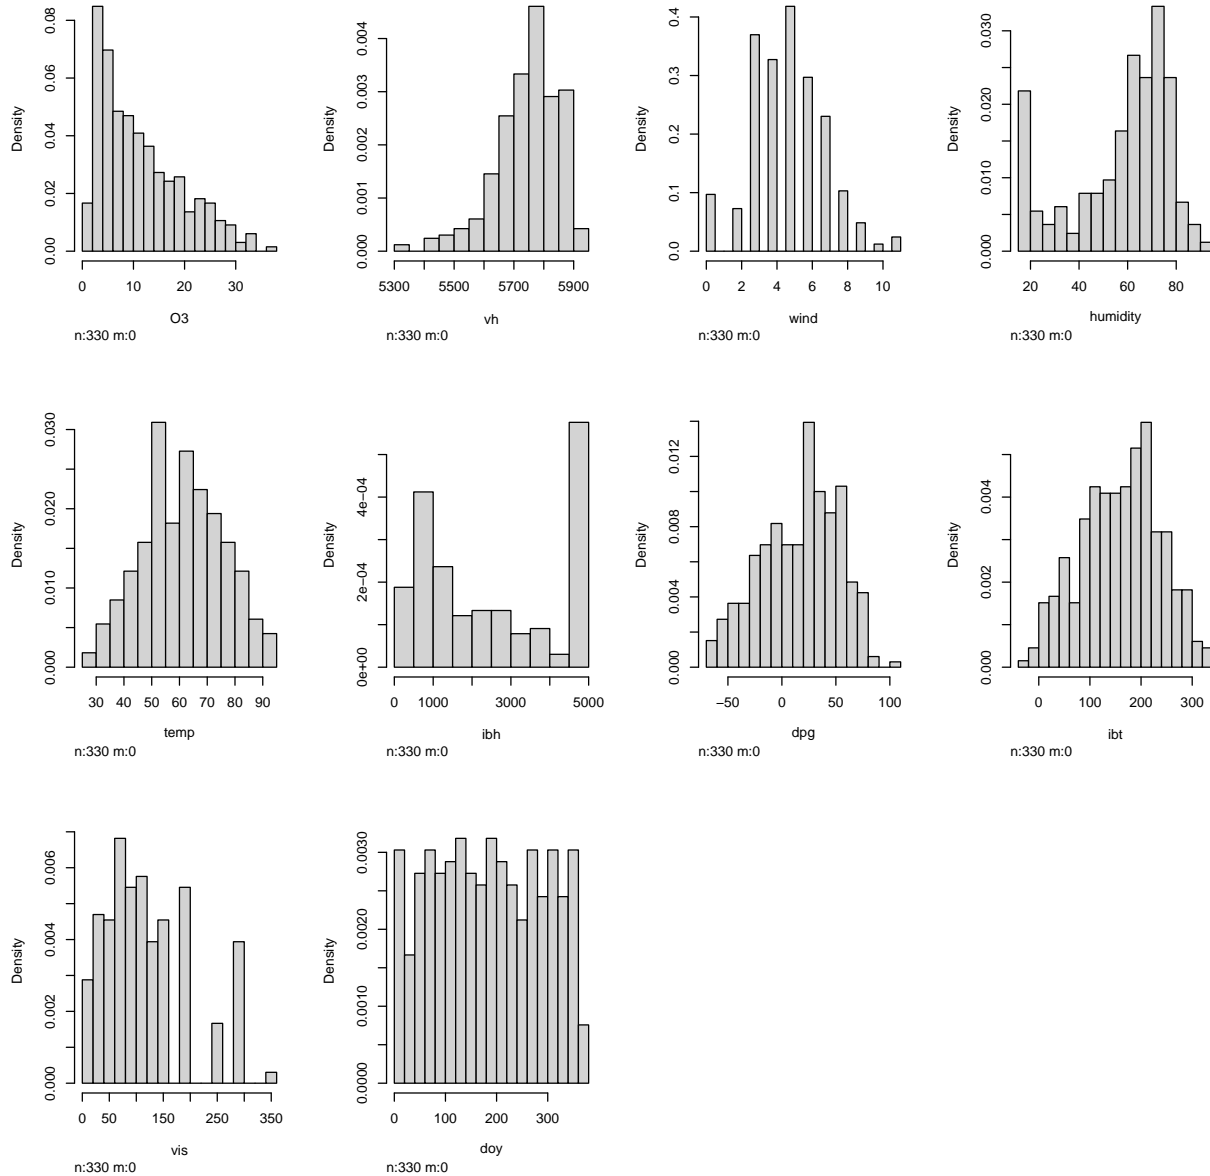 Density
0.00 0.02 0.04 0.06 0.08
0 10 20 30
O3
n:330 m:0
Density
0.000 0.001 0.002 0.003 0.004
5300 5500 5700 5900
vh
n:330 m:0
Density
0.0 0.1 0.2 0.3 0.4
0 2 4 6 8 10
wind
n:330 m:0
Density
0.000 0.010 0.020 0.030
20 40 60 80
humidity
n:330 m:0
Density
0.000 0.010 0.020 0.030
30 40 50 60 70 80 90
temp
n:330 m:0
Density
0e+00 2e−04 4e−04
0 1000 3000 5000
ibh
n:330 m:0
Density
0.000 0.004 0.008 0.012
−50 0 50 100
dpg
n:330 m:0
Density
0.000 0.002 0.004
0 100 200 300
ibt
n:330 m:0
Density
0.000 0.002 0.004 0.006
0 50 150 250 350
vis
n:330 m:0
Density
0.0000 0.0010 0.0020 0.0030
0 100 200 300
doy
n:330 m:0